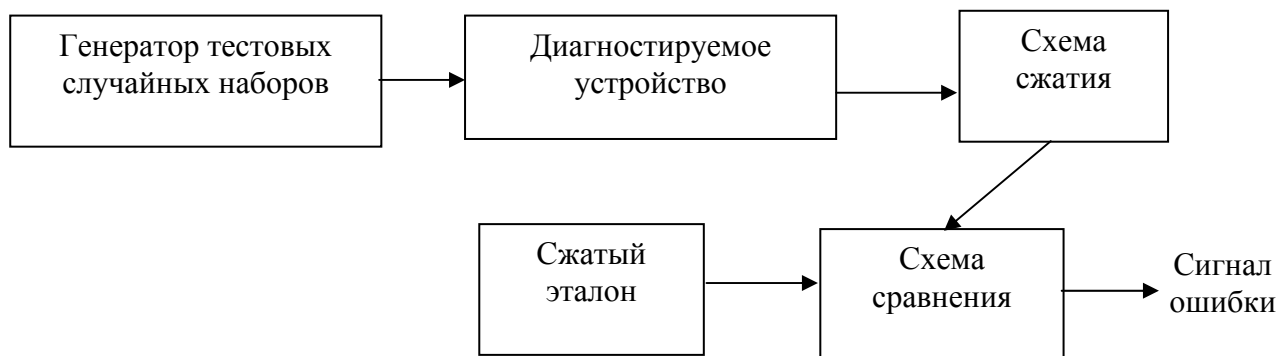 Генератор тестовых
случайных наборов
Диагностируемое
устройство
Схема
сжатия
Сжатый
эталон
Схема
сравнения
Сигнал
ошибки